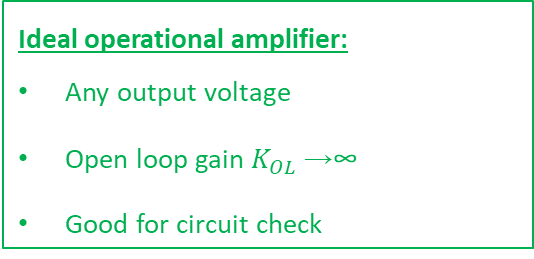 Ideal operational amplifier:
• Any output voltage
• Open loop gain K_OL →∞
• Good for circuit check